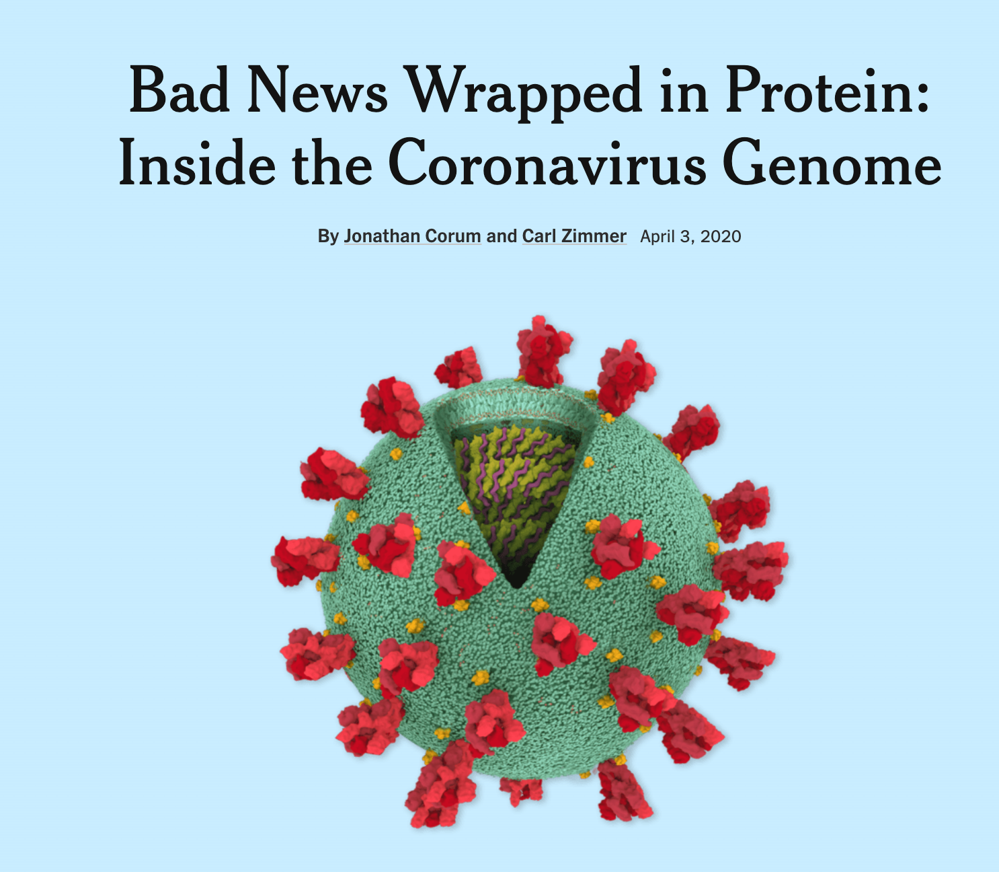 Bad News Wrapped in Protein:
Inside the Coronavirus Genome
By Jonathan Corum and Carl Zimmer April 3, 2020